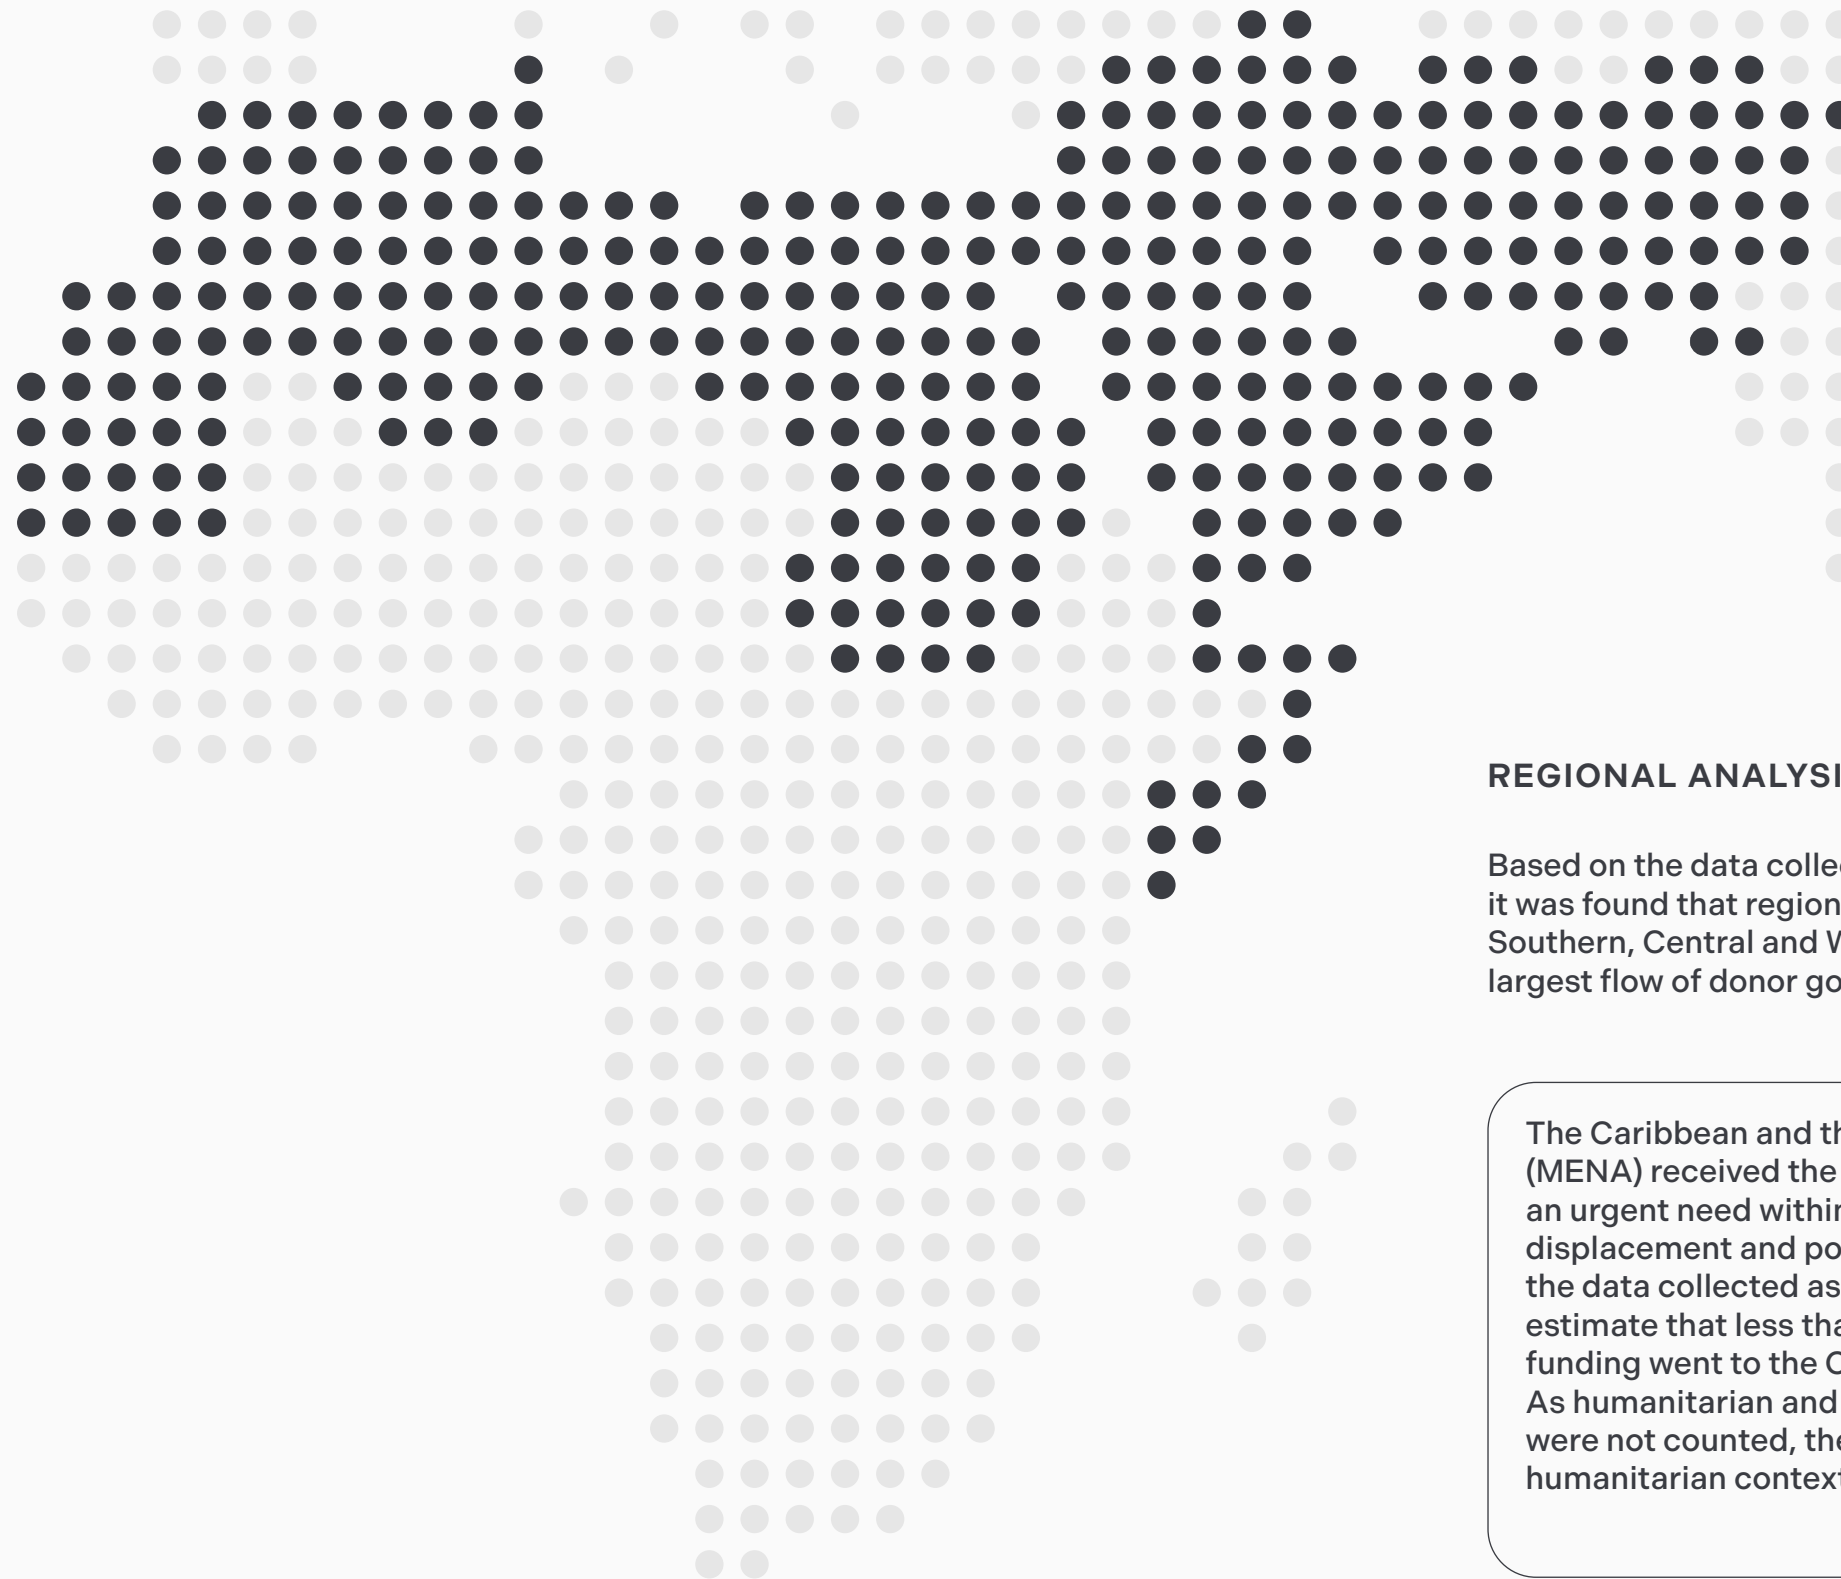 REGIONAL ANALYSI
Based on the data colle
it was found that region
Southern, Central and
largest flow of donor go
The Caribbean and th
(MENA) received the
an urgent need within
displacement and po
the data collected as
estimate that less tha
funding went to the
As humanitarian and
were not counted, the
humanitarian context